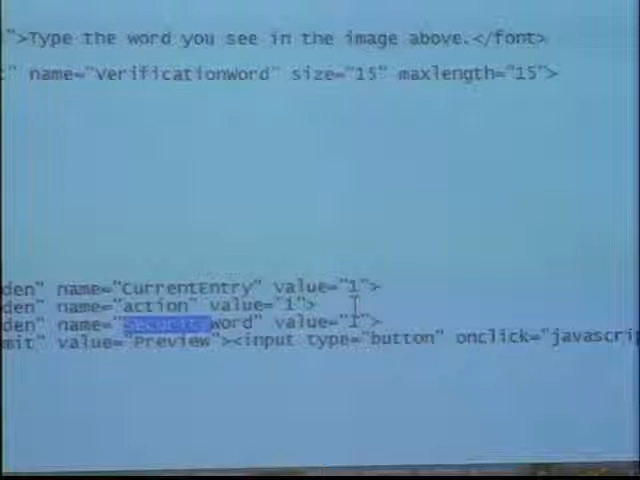 ">Type the word you see in the image above.</font>
" name="VerificationWord" size="15" maxlength="15">
den" name="CurrentEntry" value="1">
den" name="action" value="1">
den" name="SecurityWord" value="1">
mit" value="Preview"><input type="button" onclick="javascrip